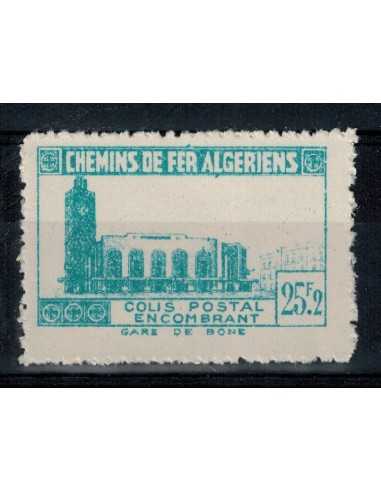 CHEMINS DE FER ALGERIENS
25F2
COLIS POSTAL
ENCOMBRANT
GARE DE BONE